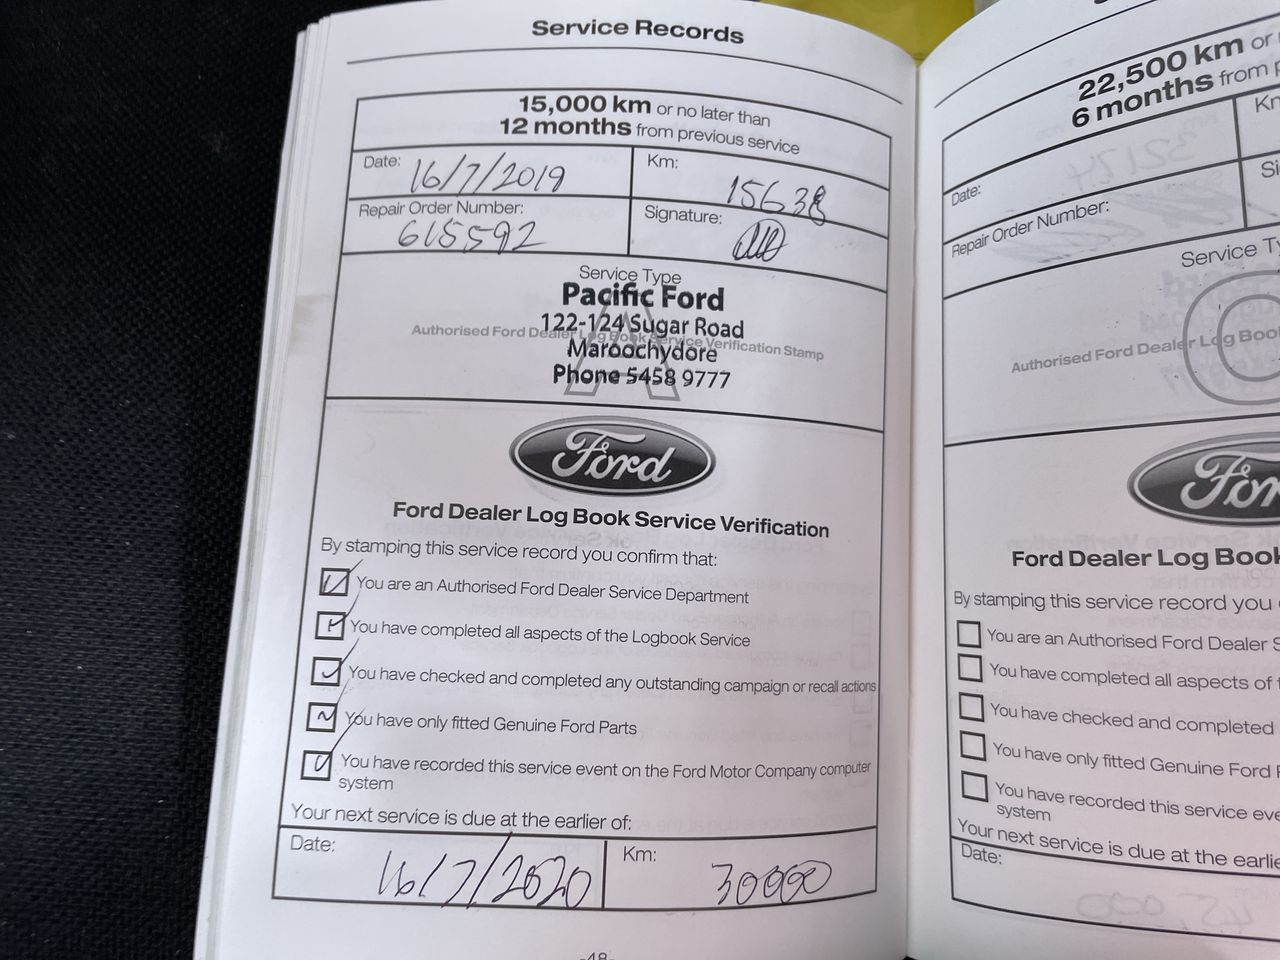 Service Records
15,000 km or no later than
12 months from previous service
Date: 16/7/2019
Km: 15638
Repair Order Number: 615592
Signature:
Service Type
A
Authorised Ford Dealer Log Book Service Verification Stamp
Pacific Ford
122-124 Sugar Road
Maroochydore
Phone 5458 9777
Ford
Ford Dealer Log Book Service Verification
By stamping this service record you confirm that:
You are an Authorised Ford Dealer Service Department
You have completed all aspects of the Logbook Service
You have checked and completed any outstanding campaign or recall actions
You have only fitted Genuine Ford Parts
You have recorded this service event on the Ford Motor Company computer
system
Your next service is due at the earlier of:
Date: 16/7/2020
Km: 30000
-48-
22,500 km or
6 months from
Date:
Repair Order Number:
Service
Authorised Ford Dealer Log
Ford Dealer Log Book
By stamping this service record you
You are an Authorised Ford Dealer
You have completed all aspects of
You have checked and completed
You have only fitted Genuine Ford
You have recorded this service
system
Your next service is due at the
Date: